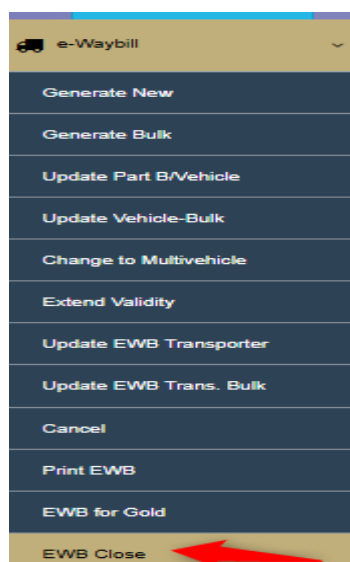 e-Waybill
Generate New
Generate Bulk
Update Part B/Vehicle
Update Vehicle-Bulk
Change to Multivehicle
Extend Validity
Update EWB Transporter
Update EWB Trans. Bulk
Cancel
Print EWB
EWB for Gold
EWB Close